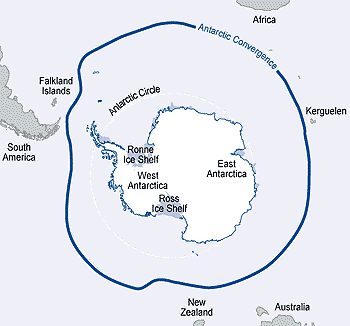 Africa
Antarctic Convergence
Falkland
Islands
Antarctic Circle
Kerguelen
South
America
Ronne
Ice Shelf
East
Antarctica
West
Antarctica
Ross
Ice Shelf
New
Zealand
Australia